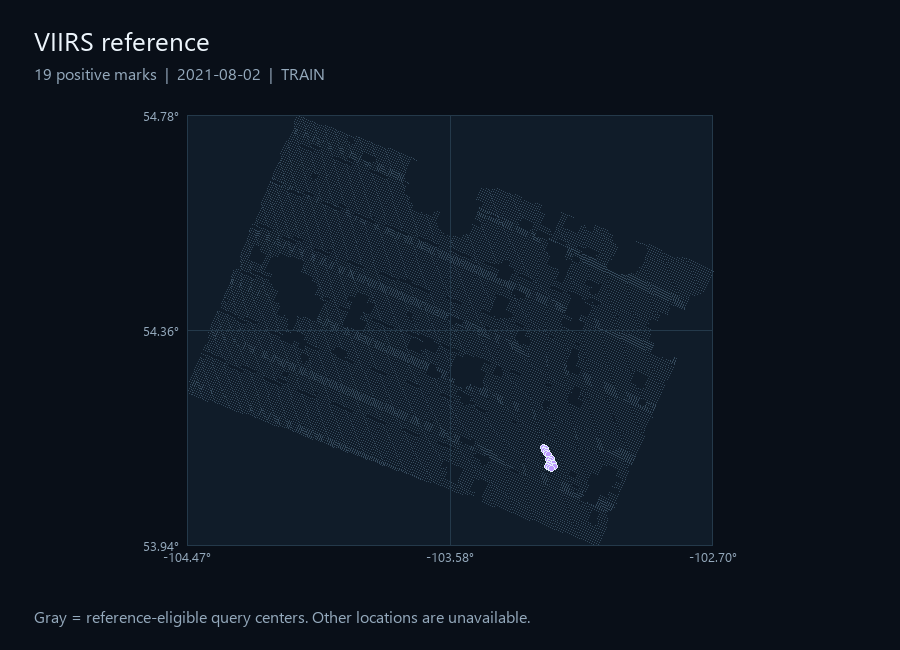 VIIRS reference
19 positive marks | 2021-08-02 | TRAIN
54.78°
54.36°
53.94°
-104.47°
-103.58°
-102.70°
Gray = reference-eligible query centers. Other locations are unavailable.